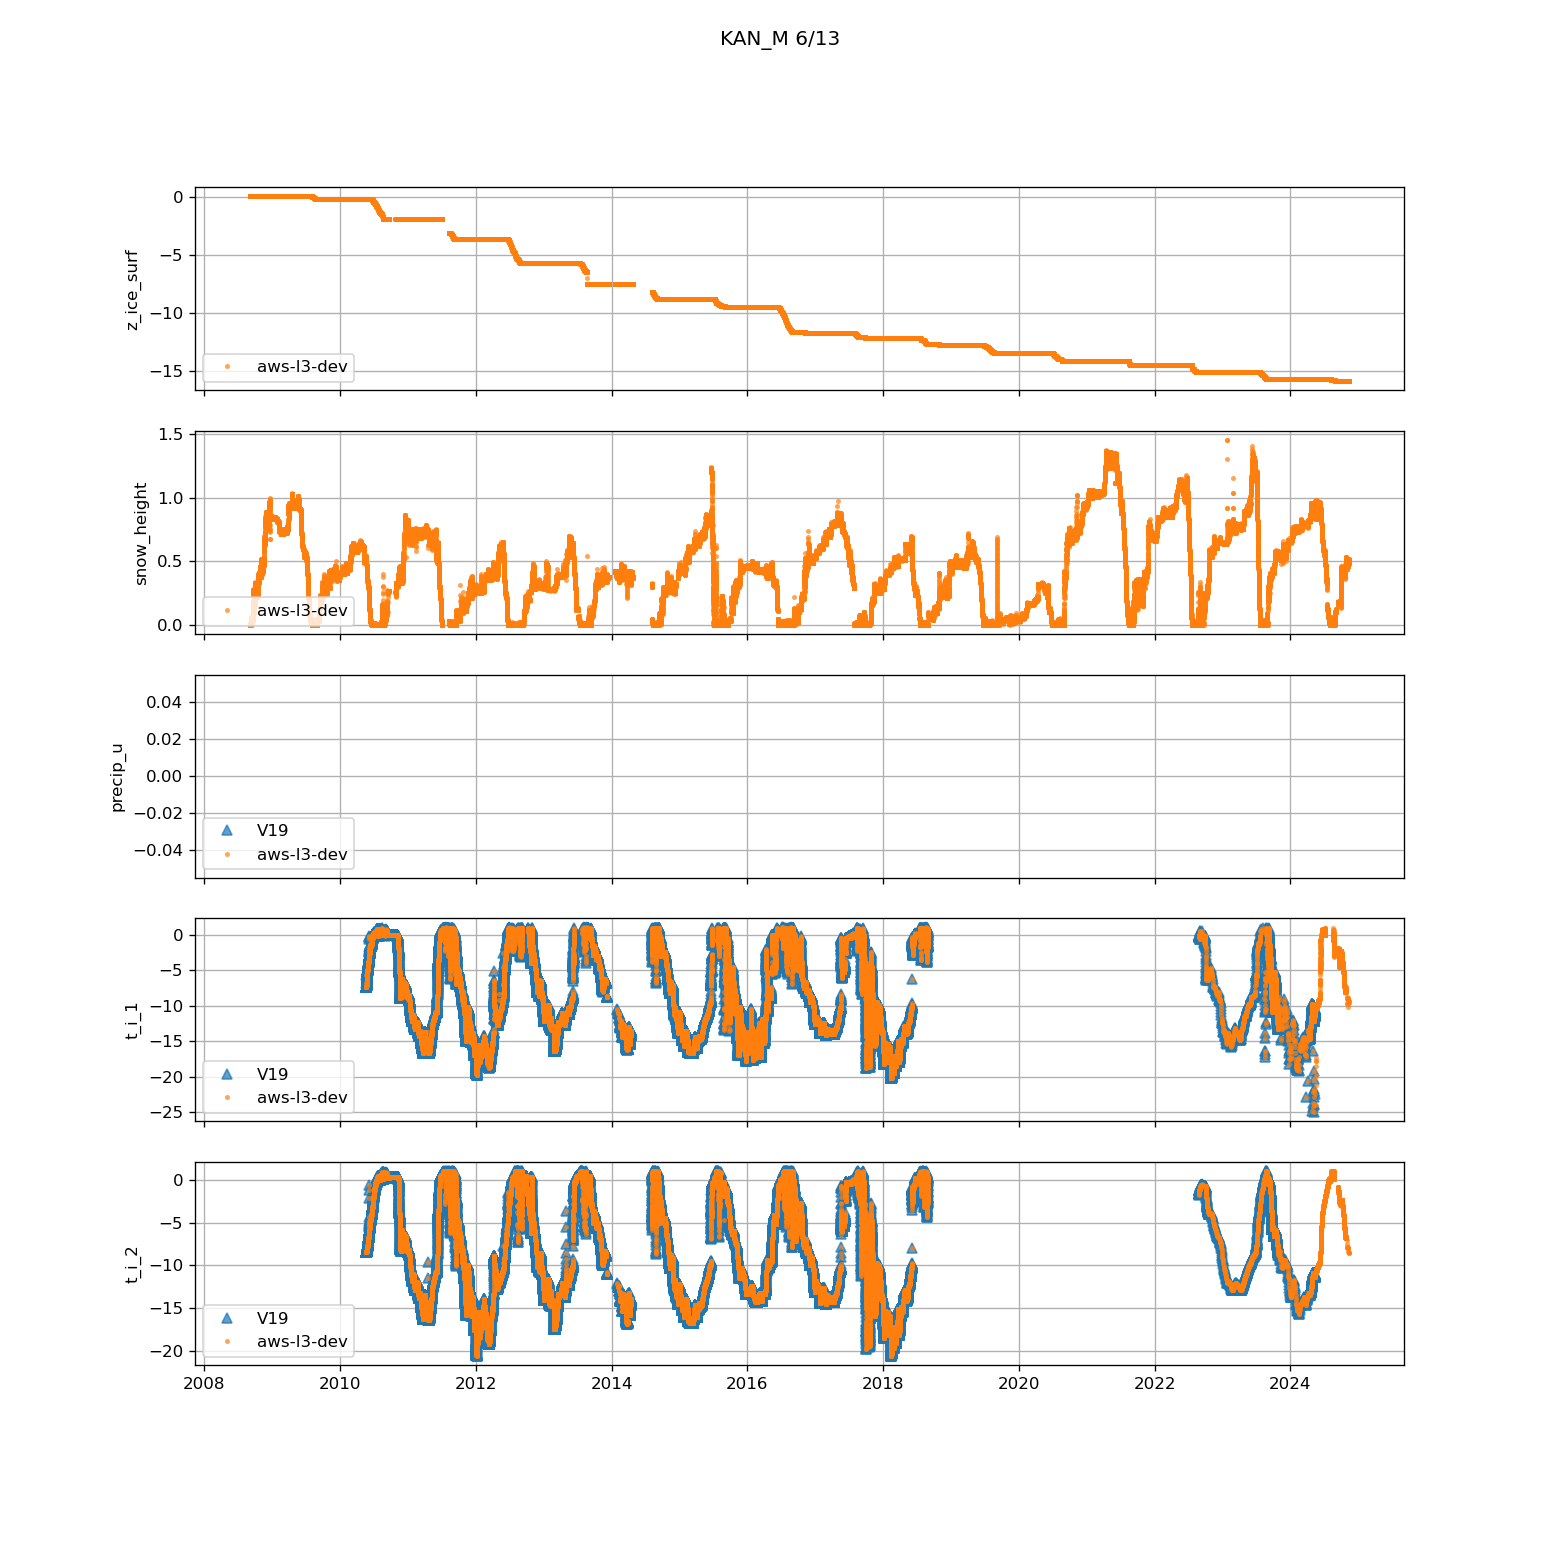 KAN_M 6/13
0
−5
−10
−15
z_ice_surf
aws-l3-dev
1.5
1.0
0.5
0.0
snow_height
aws-l3-dev
0.04
0.02
0.00
−0.02
−0.04
precip_u
V19
aws-l3-dev
0
−5
−10
−15
−20
−25
t_i_1
V19
aws-l3-dev
0
−5
−10
−15
−20
t_i_2
V19
aws-l3-dev
2008 2010 2012 2014 2016 2018 2020 2022 2024